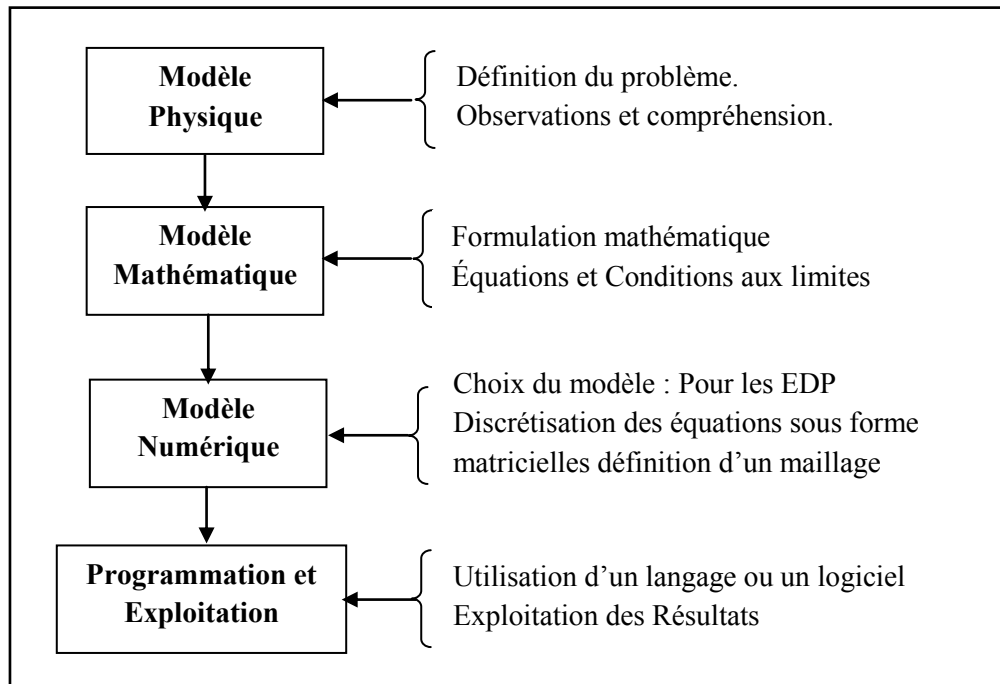 Modèle
Physique
Définition du problème.
Observations et compréhension.
Modèle
Mathématique
Formulation mathématique
Équations et Conditions aux limites
Modèle
Numérique
Choix du modèle : Pour les EDP
Discrétisation des équations sous forme
matricielles définition d’un maillage
Programmation et
Exploitation
Utilisation d’un langage ou un logiciel
Exploitation des Résultats